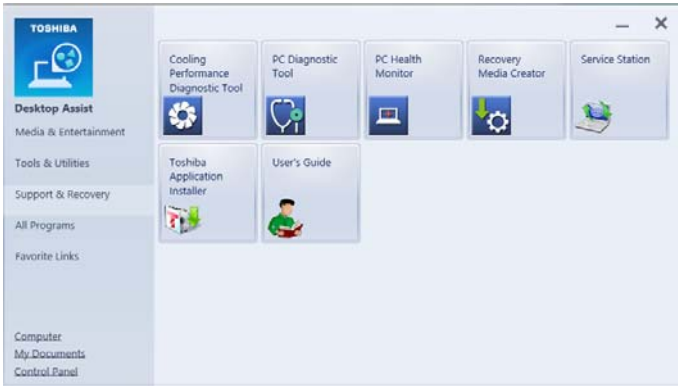 TOSHIBA
Desktop Assist
Media & Entertainment
Tools & Utilities
Support & Recovery
All Programs
Favorite Links
Computer
My Documents
Control Panel
Cooling
Performance
Diagnostic Tool
PC Diagnostic
Tool
PC Health
Monitor
Recovery
Media Creator
Service Station
Toshiba
Application
Installer
User's Guide